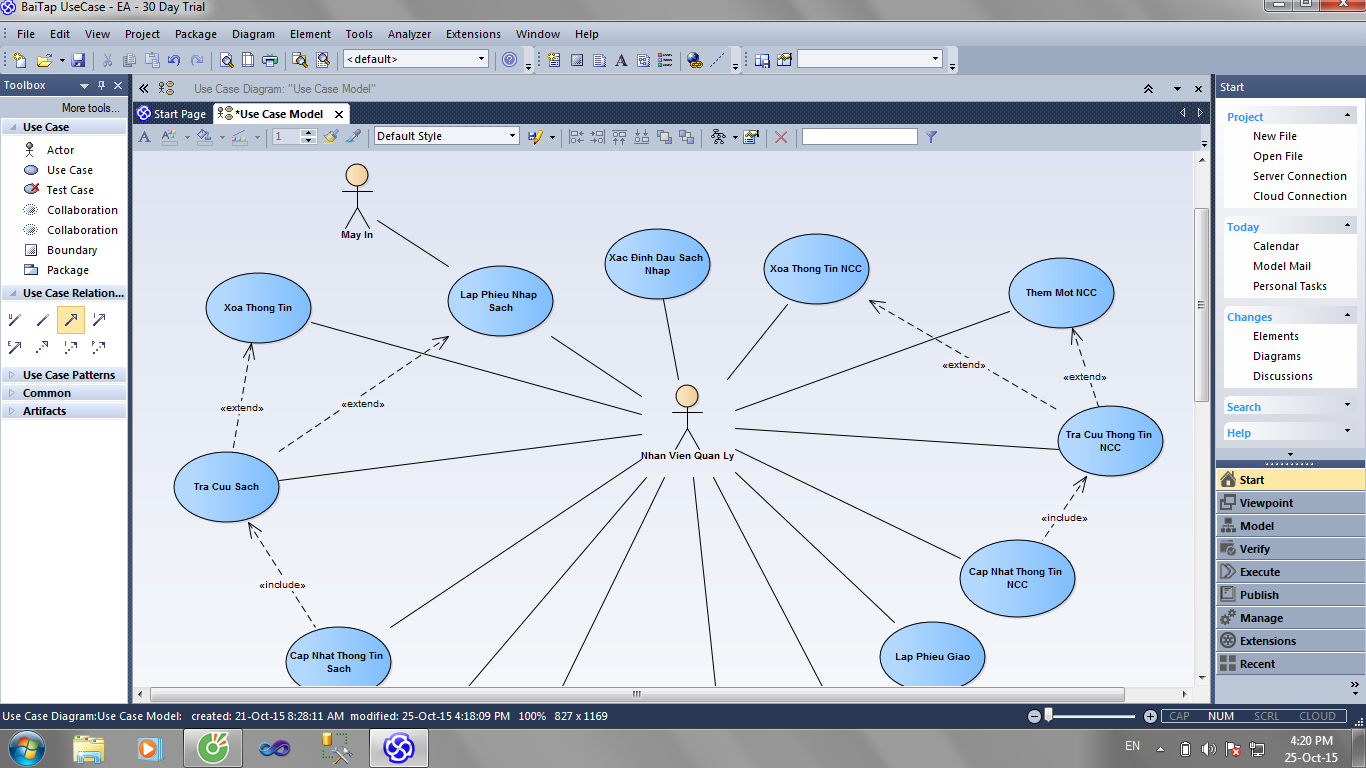 BaiTap UseCase - EA - 30 Day Trial
File Edit View Project Package Diagram Element Tools Analyzer Extensions Window Help
<default>
Toolbox
More tools...
Use Case
Actor
Use Case
Test Case
Collaboration
Collaboration
Boundary
Package
Use Case Relation...
Use Case Patterns
Common
Artifacts
Use Case Diagram: "Use Case Model"
Start Page
*Use Case Model
1
Default Style
May In
Xoa Thong Tin
Lap Phieu Nhap
Sach
Xac Đinh Dau Sach
Nhap
Xoa Thong Tin NCC
Them Mot NCC
«extend»
«extend»
«extend»
«extend»
Nhan Vien Quan Ly
Tra Cuu Sach
Tra Cuu Thong Tin
NCC
«include»
«include»
Cap Nhat Thong Tin
NCC
Cap Nhat Thong Tin
Sach
Lap Phieu Giao
Start
Project
New File
Open File
Server Connection
Cloud Connection
Today
Calendar
Model Mail
Personal Tasks
Changes
Elements
Diagrams
Discussions
Search
Help
Start
Viewpoint
Model
Verify
Execute
Publish
Manage
Extensions
Recent
Use Case Diagram:Use Case Model: created: 21-Oct-15 8:28:11 AM modified: 25-Oct-15 4:18:09 PM 100% 827 x 1169
CAP NUM SCRL CLOUD
EN
4:20 PM
25-Oct-15